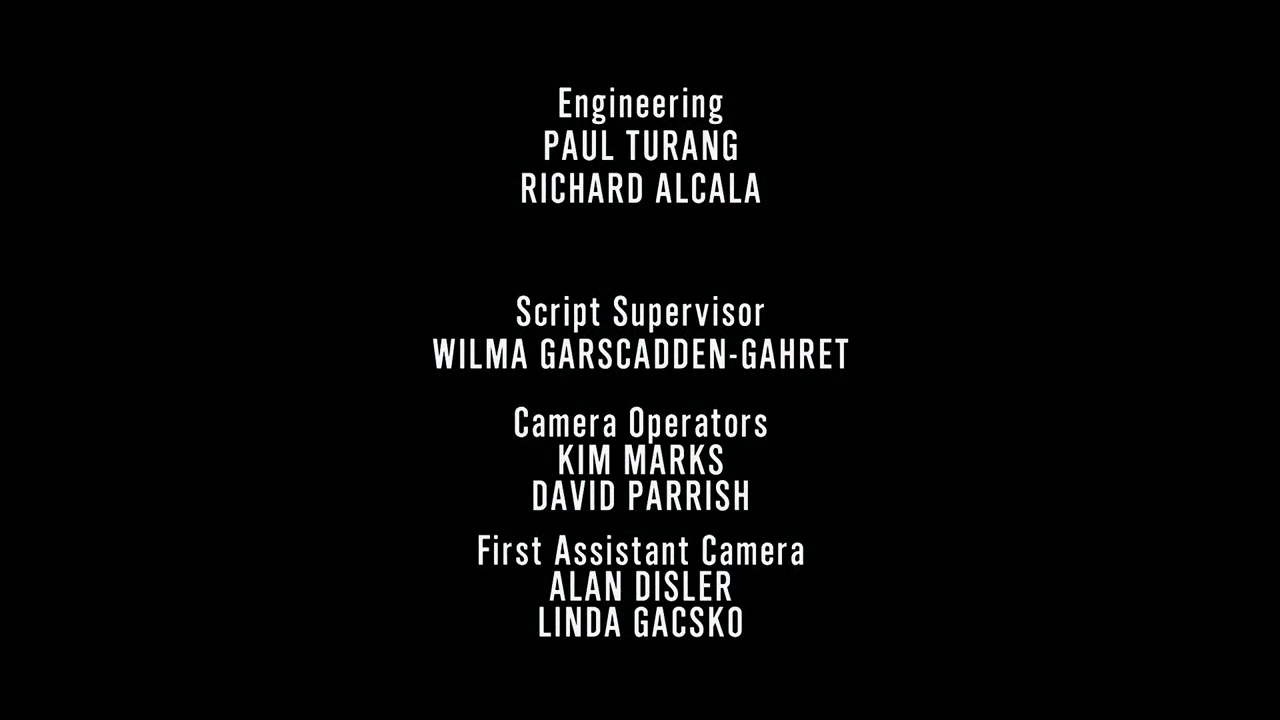 Engineering
PAUL TURANG
RICHARD ALCALA
Script Supervisor
WILMA GARSCADDEN-GAHRET
Camera Operators
KIM MARKS
DAVID PARRISH
First Assistant Camera
ALAN DISLER
LINDA GACSKO